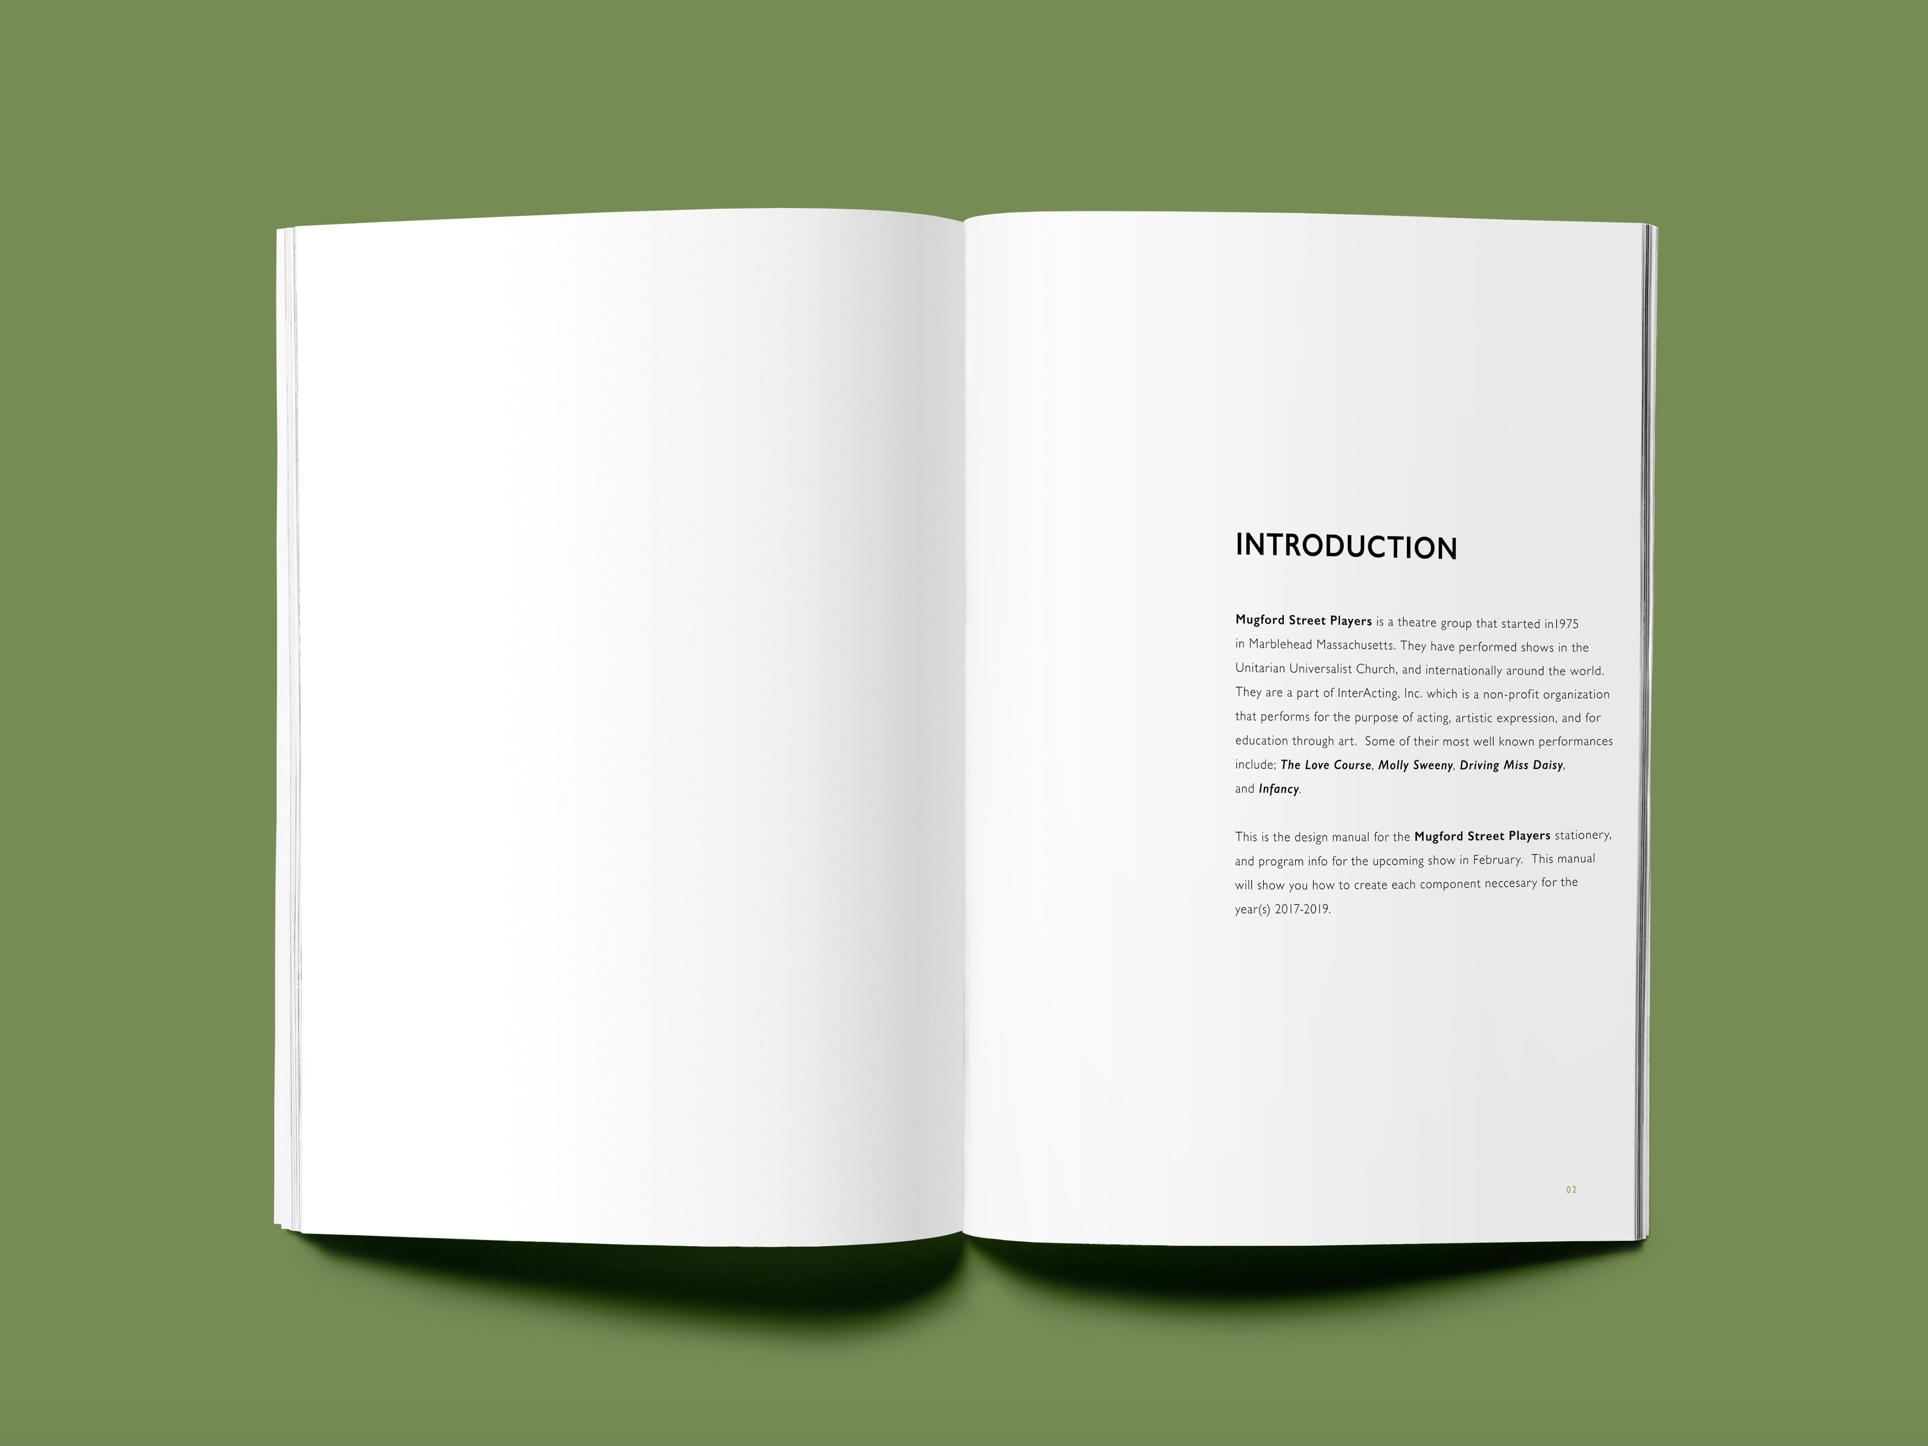 INTRODUCTION
Mugford Street Players is a theatre group that started in1975
in Marblehead Massachusetts. They have performed shows in the
Unitarian Universalist Church, and internationally around the world.
They are a part of InterActing, Inc. which is a non-profit organization
that performs for the purpose of acting, artistic expression, and for
education through art.  Some of their most well known performances
include; The Love Course, Molly Sweeny, Driving Miss Daisy,
and Infancy.
This is the design manual for the Mugford Street Players stationery,
and program info for the upcoming show in February.  This manual
will show you how to create each component neccesary for the
year(s) 2017-2019.
02